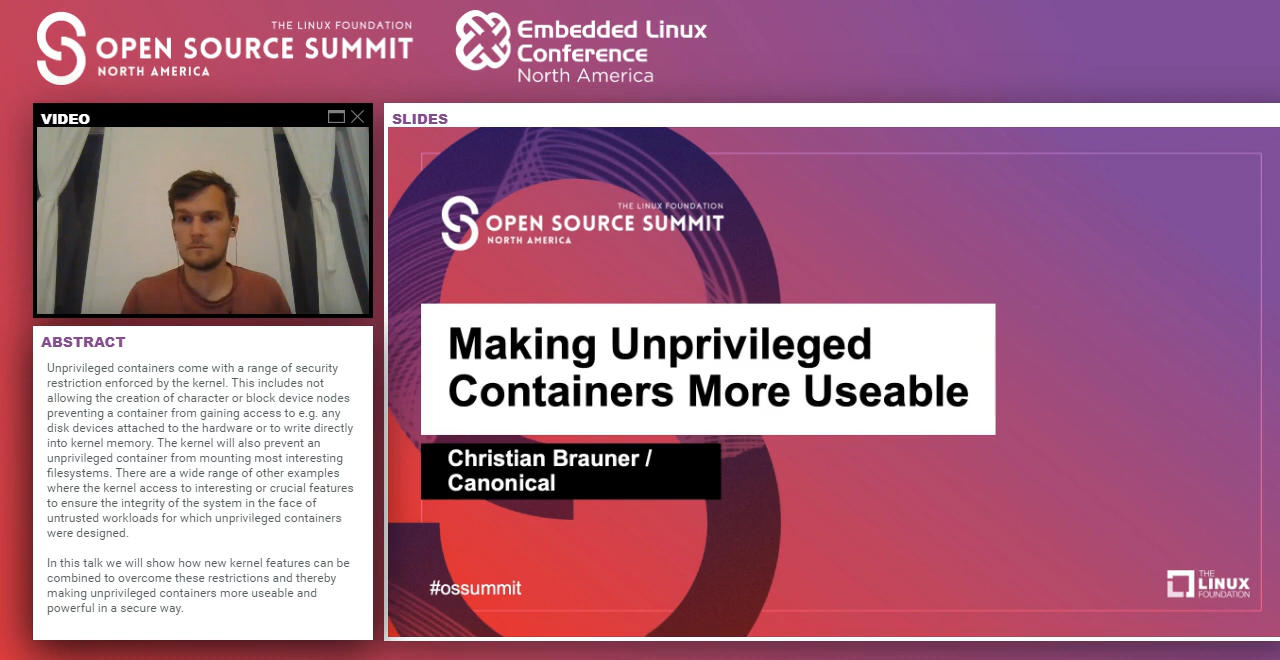 THE LINUX FOUNDATION
OPEN SOURCE SUMMIT
NORTH AMERICA
Embedded Linux
Conference
North America
VIDEO
ABSTRACT
Unprivileged containers come with a range of security
restriction enforced by the kernel. This includes not
allowing the creation of character or block device nodes
preventing a container from gaining access to e.g. any
disk devices attached to the hardware or to write directly
into kernel memory. The kernel will also prevent an
unprivileged container from mounting most interesting
filesystems. There are a wide range of other examples
where the kernel access to interesting or crucial features
to ensure the integrity of the system in the face of
untrusted workloads for which unprivileged containers
were designed.
In this talk we will show how new kernel features can be
combined to overcome these restrictions and thereby
making unprivileged containers more useable and
powerful in a secure way.
SLIDES
THE LINUX FOUNDATION
OPEN SOURCE SUMMIT
NORTH AMERICA
Making Unprivileged
Containers More Useable
Christian Brauner /
Canonical
#ossummit
THE
LINUX
FOUNDATION